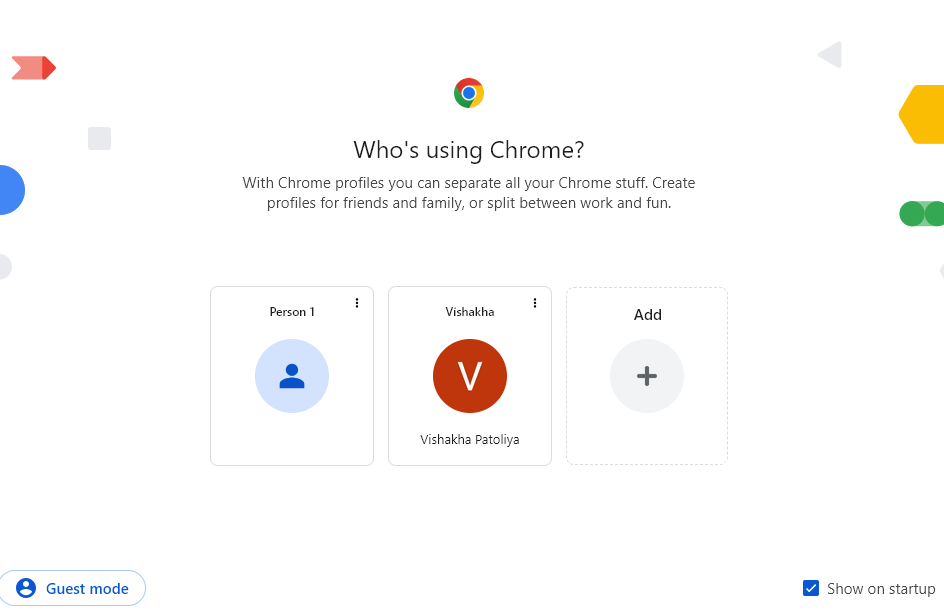 Who's using Chrome?
With Chrome profiles you can separate all your Chrome stuff. Create
profiles for friends and family, or split between work and fun.
Person 1
Vishakha
Add
V
Vishakha Patoliya
Guest mode
Show on startup